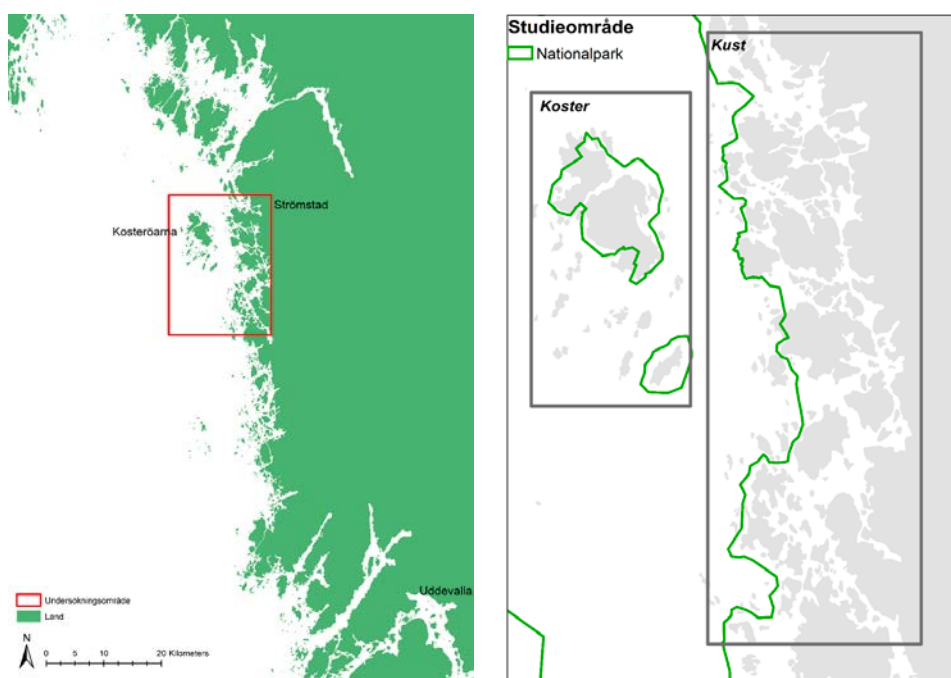 Strömstad
Kosteröarna
Uddevalla
Undersökningsområde
Land
N
0 5 10 20 Kilometers
Studieområde
Nationalpark
Kust
Koster